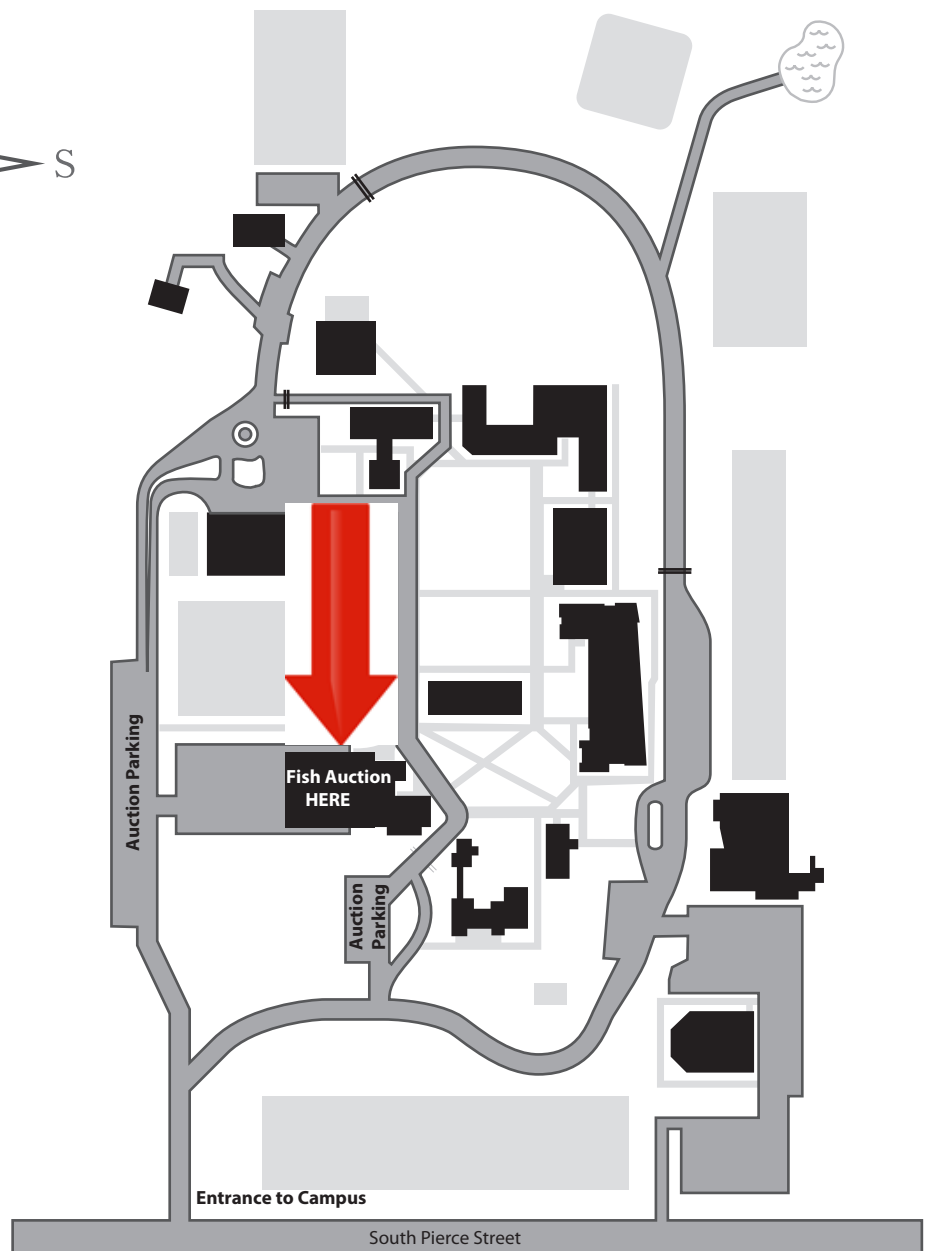 S
Auction Parking
Fish Auction
HERE
Auction
Parking
Entrance to Campus
South Pierce Street